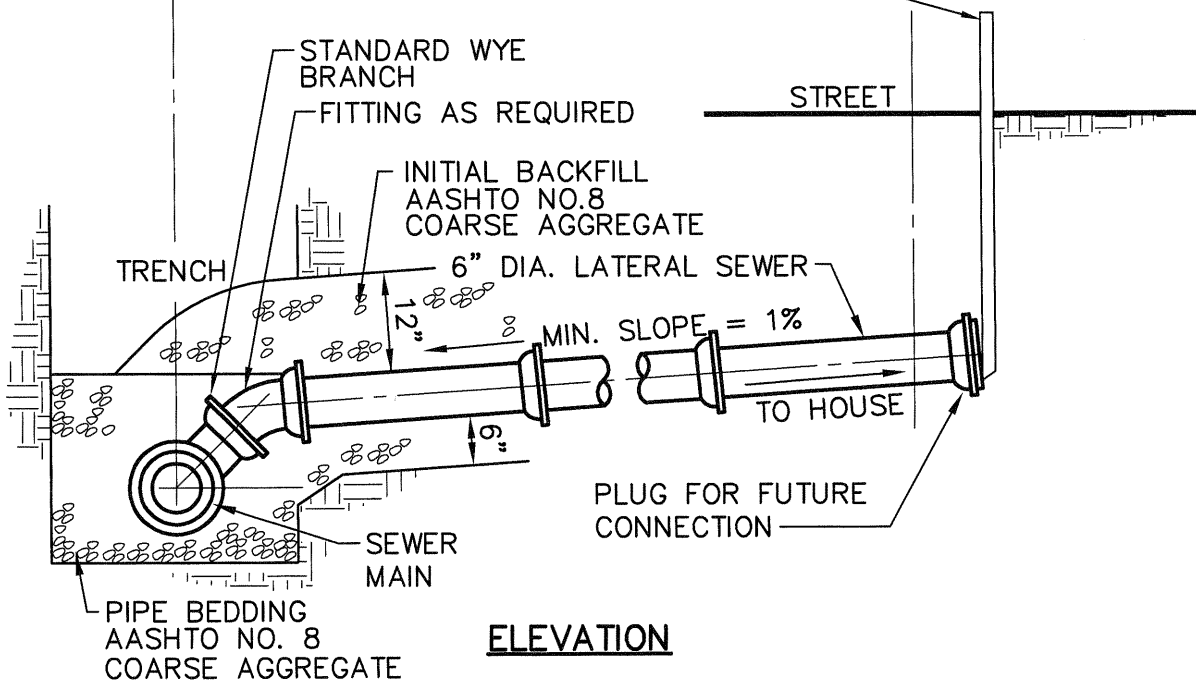 STANDARD WYE
BRANCH
FITTING AS REQUIRED
STREET
INITIAL BACKFILL
AASHTO NO.8
COARSE AGGREGATE
TRENCH
6" DIA. LATERAL SEWER
12"
MIN. SLOPE = 1%
TO HOUSE
6"
PLUG FOR FUTURE
CONNECTION
SEWER
MAIN
PIPE BEDDING
AASHTO NO. 8
COARSE AGGREGATE
ELEVATION